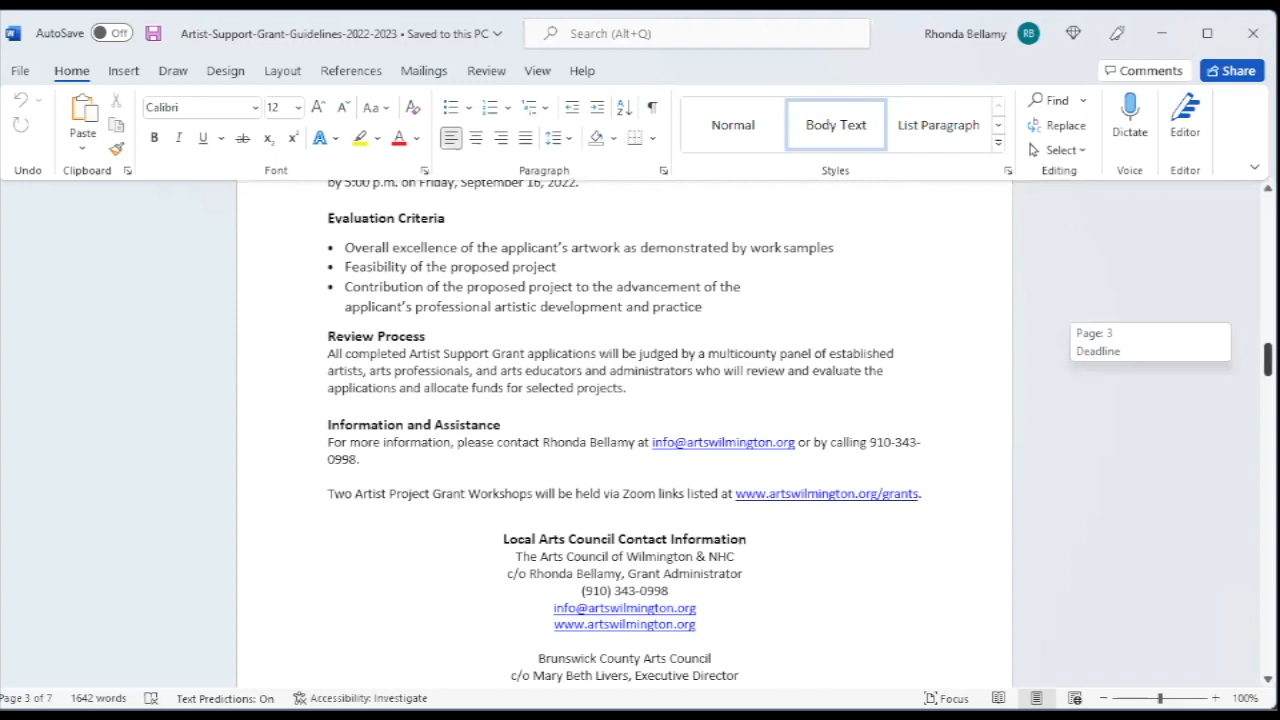 AutoSave Off Artist-Support-Grant-Guidelines-2022-2023 • Saved to this PC Search (Alt+Q) Rhonda Bellamy RB
File Home Insert Draw Design Layout References Mailings Review View Help Comments Share
Paste Calibri 12 Aa Normal Body Text List Paragraph Find Replace Select Dictate Editor
Undo Clipboard Font Paragraph Styles Editing Voice Editor
by 5:00 p.m. on Friday, September 16, 2022.
Evaluation Criteria
• Overall excellence of the applicant's artwork as demonstrated by work samples
• Feasibility of the proposed project
• Contribution of the proposed project to the advancement of the
applicant's professional artistic development and practice
Page: 3
Deadline
Review Process
All completed Artist Support Grant applications will be judged by a multicounty panel of established
artists, arts professionals, and arts educators and administrators who will review and evaluate the
applications and allocate funds for selected projects.
Information and Assistance
For more information, please contact Rhonda Bellamy at info@artswilmington.org or by calling 910-343-
0998.
Two Artist Project Grant Workshops will be held via Zoom links listed at www.artswilmington.org/grants.
Local Arts Council Contact Information
The Arts Council of Wilmington & NHC
c/o Rhonda Bellamy, Grant Administrator
(910) 343-0998
info@artswilmington.org
www.artswilmington.org
Brunswick County Arts Council
c/o Mary Beth Livers, Executive Director
Page 3 of 7 1642 words Text Predictions: On Accessibility: Investigate Focus 100%